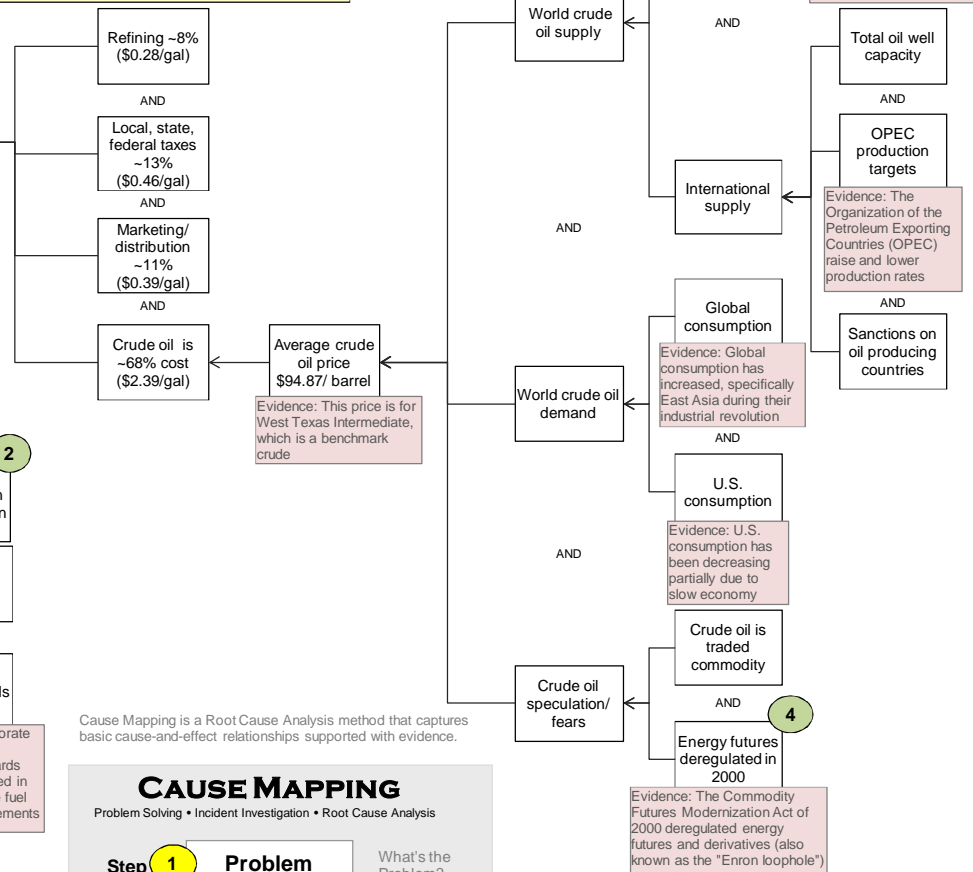 Refining ~8%
($0.28/gal)
AND
Local, state,
federal taxes
~13%
($0.46/gal)
AND
Marketing/
distribution
~11%
($0.39/gal)
AND
Crude oil is
~68% cost
($2.39/gal)
Average crude
oil price
$94.87/ barrel
Evidence: This price is for
West Texas Intermediate,
which is a benchmark
crude
World crude
oil supply
AND
World crude oil
demand
AND
Crude oil
speculation/
fears
AND
International
supply
Global
consumption
Evidence: Global
consumption has
increased, specifically
East Asia during their
industrial revolution
AND
U.S.
consumption
Evidence: U.S.
consumption has
been decreasing
partially due to
slow economy
Crude oil is
traded
commodity
AND
4
Energy futures
deregulated in
2000
Evidence: The Commodity
Futures Modernization Act of
2000 deregulated energy
futures and derivatives (also
known as the "Enron loophole")
Total oil well
capacity
AND
OPEC
production
targets
Evidence: The
Organization of the
Petroleum Exporting
Countries (OPEC)
raise and lower
production rates
AND
Sanctions on
oil producing
countries
2
n
n
ls
orate
rds
ed in
fuel
ements
Cause Mapping is a Root Cause Analysis method that captures
basic cause-and-effect relationships supported with evidence.
CAUSE MAPPING
Problem Solving • Incident Investigation • Root Cause Analysis
Step 1 Problem
What's the
Problem?